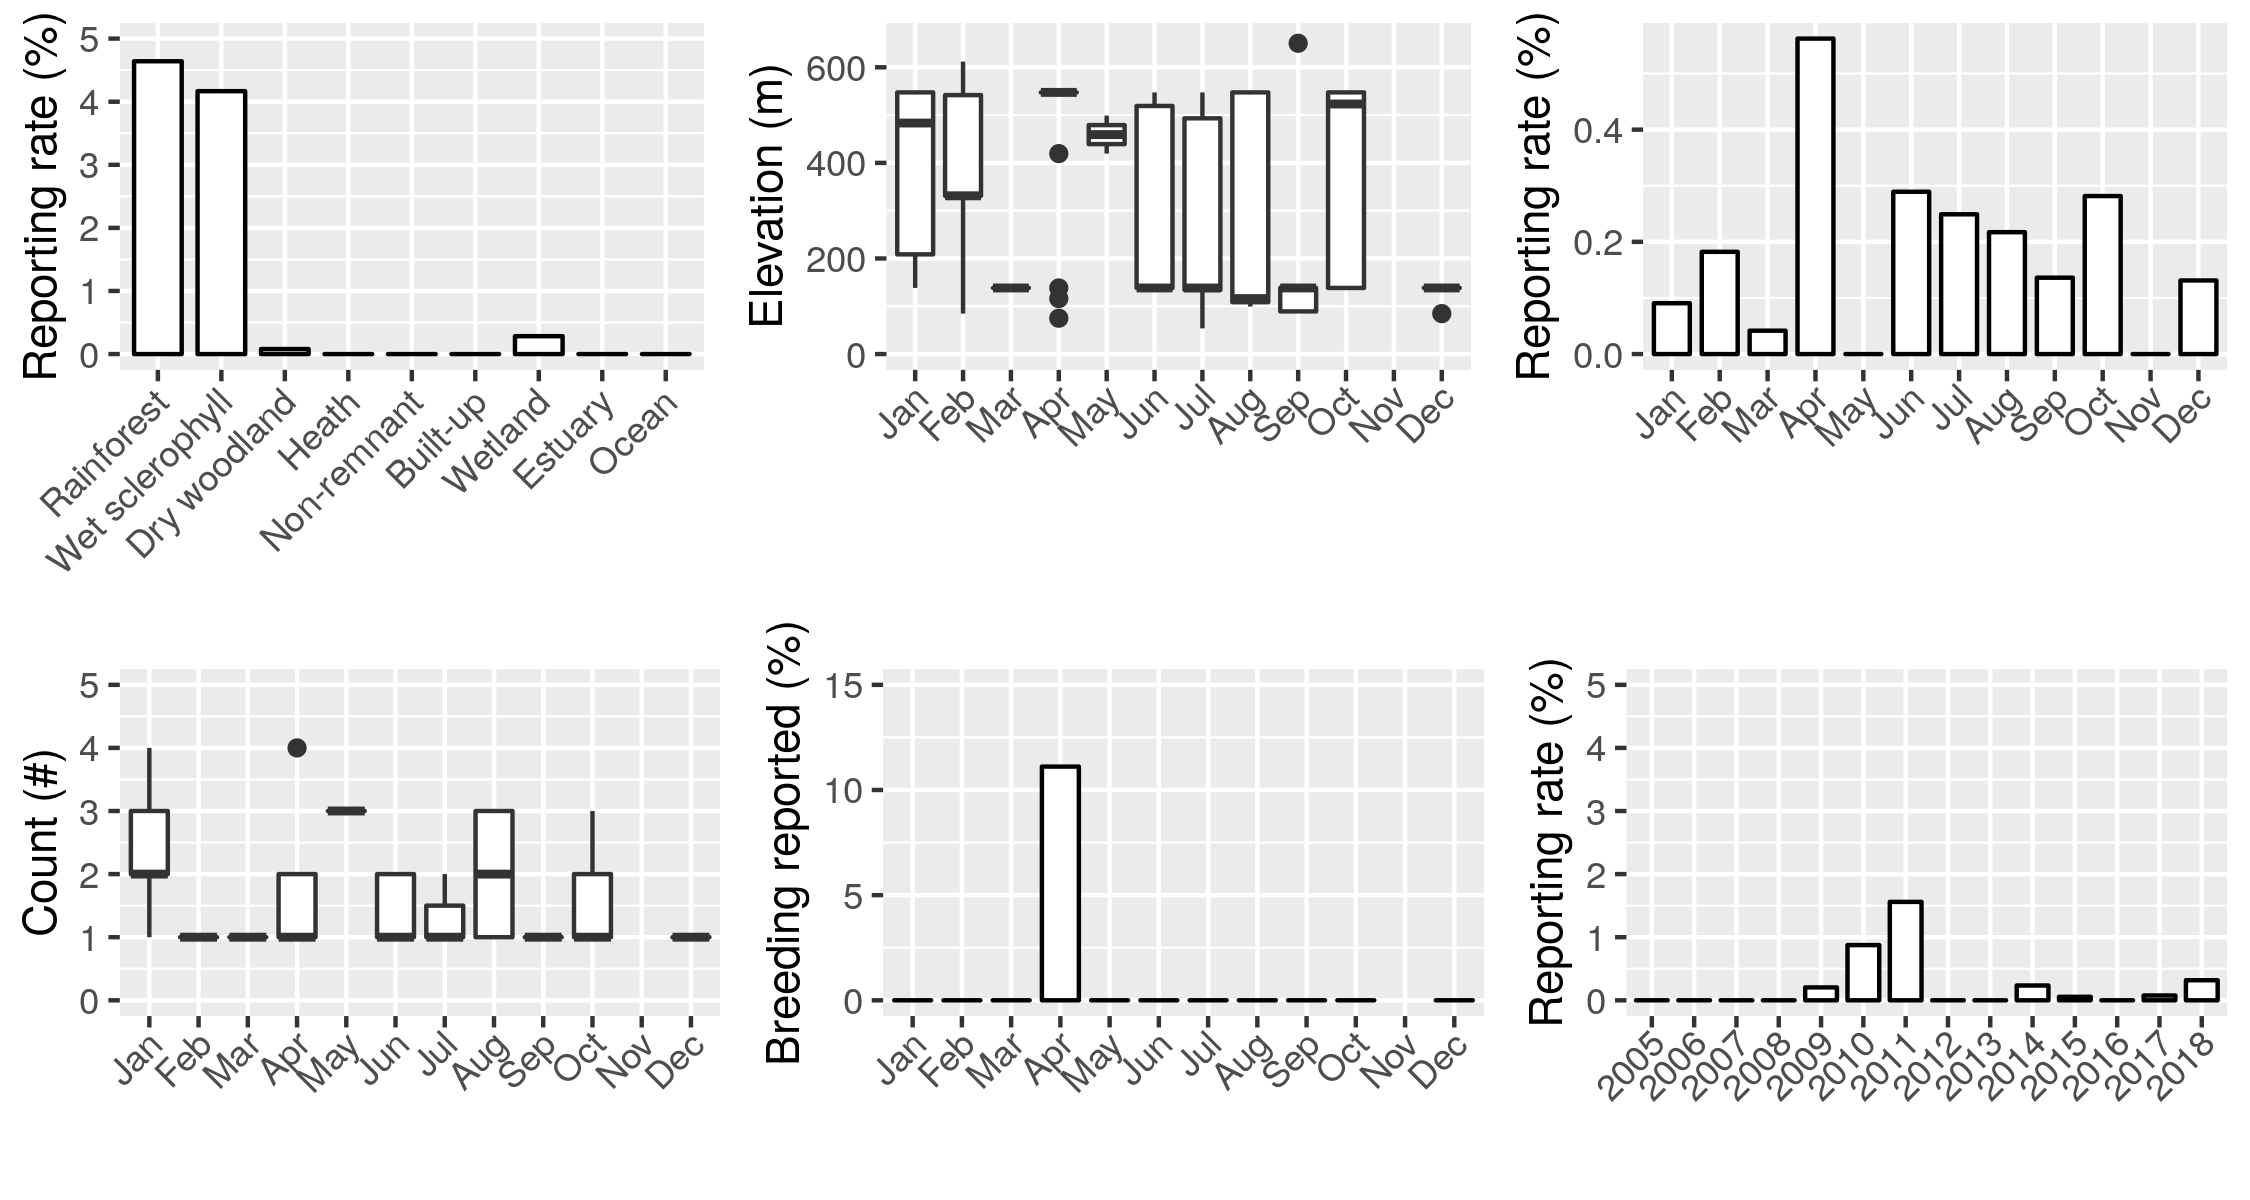 Reporting rate (%)
5
4
3
2
1
0
Rainforest
Wet sclerophyll
Dry woodland
Heath
Non-remnant
Built-up
Wetland
Estuary
Ocean
Elevation (m)
600
400
200
0
Jan
Feb
Mar
Apr
May
Jun
Jul
Aug
Sep
Oct
Nov
Dec
Reporting rate (%)
0.4
0.2
0.0
Jan
Feb
Mar
Apr
May
Jun
Jul
Aug
Sep
Oct
Nov
Dec
Count (#)
5
4
3
2
1
0
Jan
Feb
Mar
Apr
May
Jun
Jul
Aug
Sep
Oct
Nov
Dec
Breeding reported (%)
15
10
5
0
Jan
Feb
Mar
Apr
May
Jun
Jul
Aug
Sep
Oct
Nov
Dec
Reporting rate (%)
5
4
3
2
1
0
2005
2006
2007
2008
2009
2010
2011
2012
2013
2014
2015
2016
2017
2018